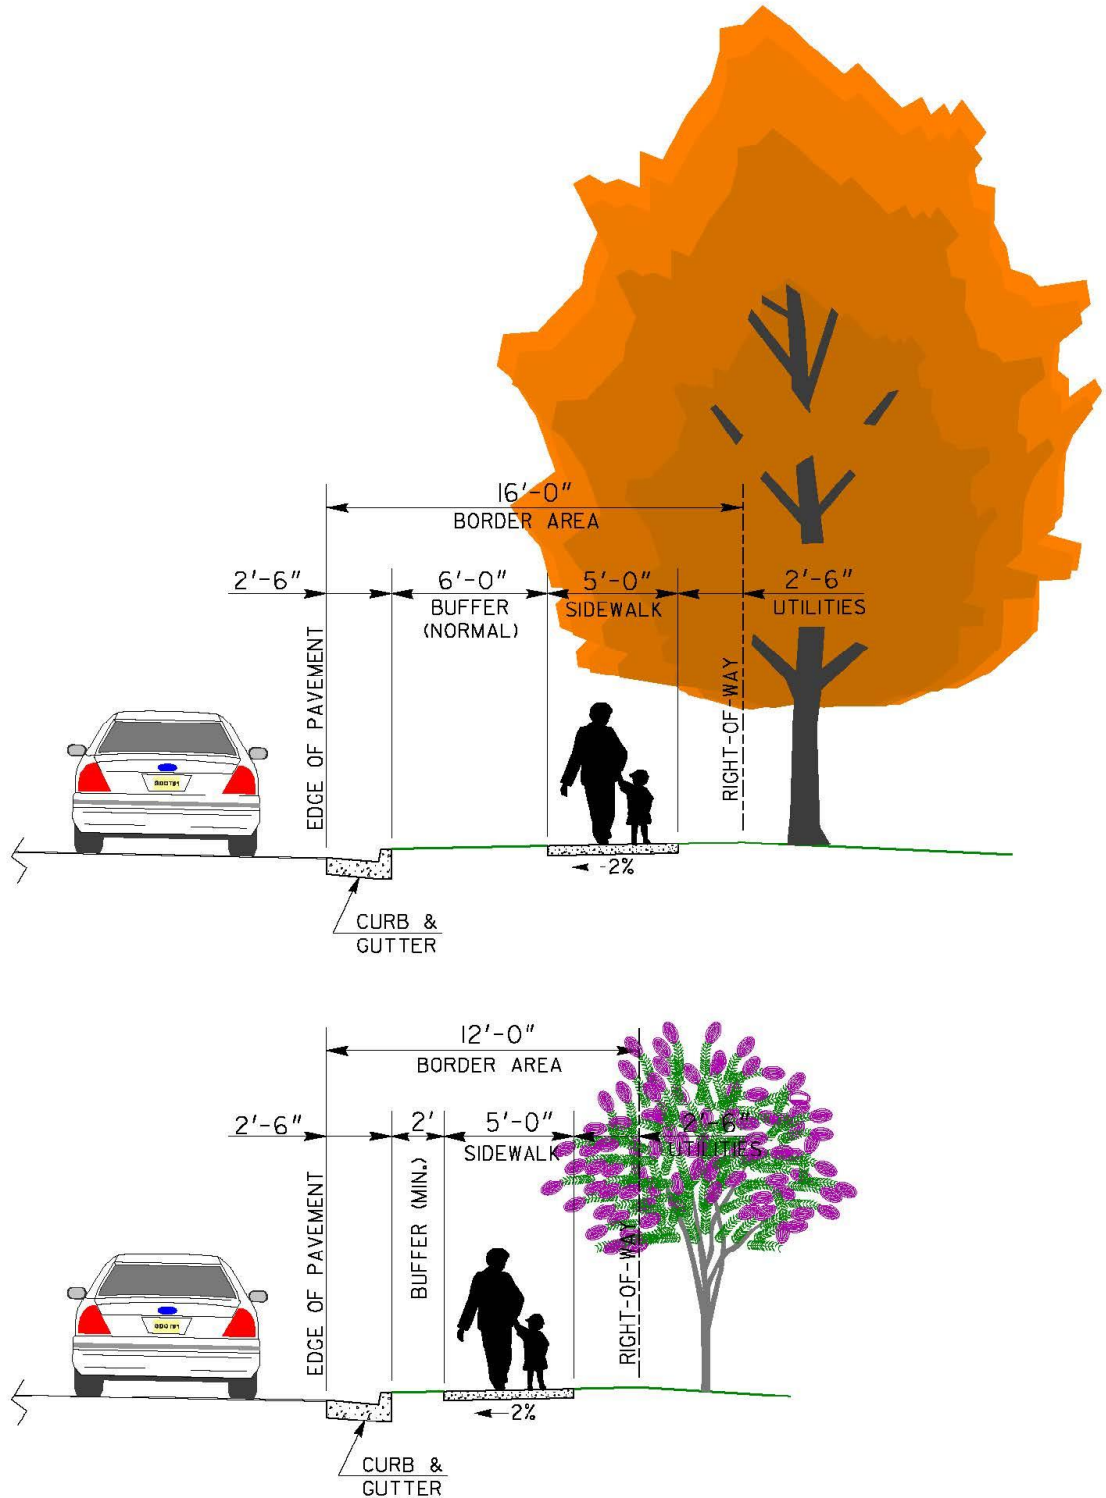 16'-0"
BORDER AREA
2'-6"
6'-0"
BUFFER
(NORMAL)
5'-0"
SIDEWALK
2'-6"
UTILITIES
EDGE OF PAVEMENT
RIGHT-OF-WAY
-2%
CURB &
GUTTER
12'-0"
BORDER AREA
2'-6"
2'
BUFFER (MIN.)
5'-0"
SIDEWALK
2'-6"
UTILITIES
EDGE OF PAVEMENT
RIGHT-OF-WAY
2%
CURB &
GUTTER